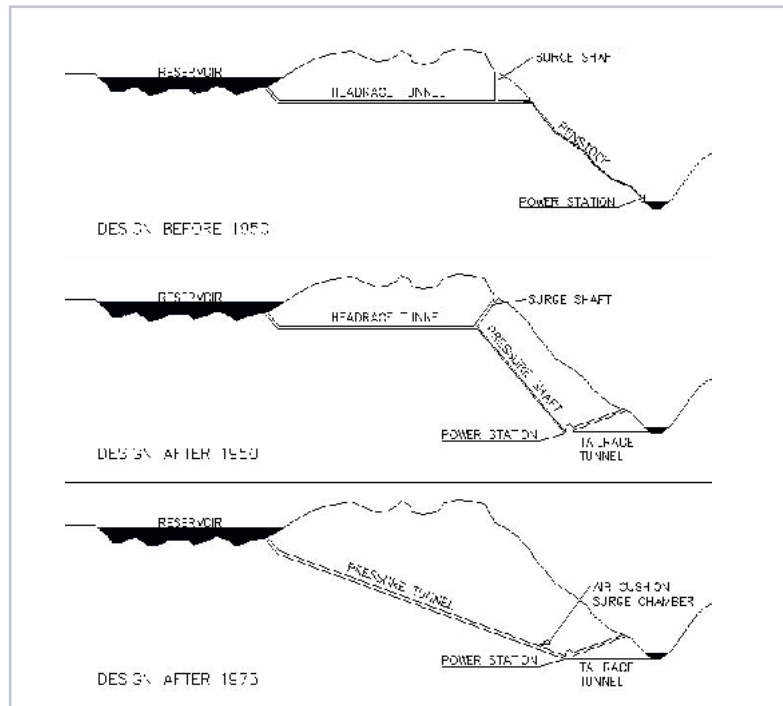 RESERVOIR
SURGE SHAFT
HEADRACE TUNNEL
PENSTOCK
POWER STATION
DESIGN BEFORE 1950
RESERVOIR
SURGE SHAFT
HEADRACE TUNNEL
PRESSURE SHAFT
POWER STATION
TAILRACE
TUNNEL
DESIGN AFTER 1950
RESERVOIR
PRESSURE TUNNEL
AIR CUSHION
SURGE CHAMBER
POWER STATION
TAILRACE
TUNNEL
DESIGN AFTER 1973